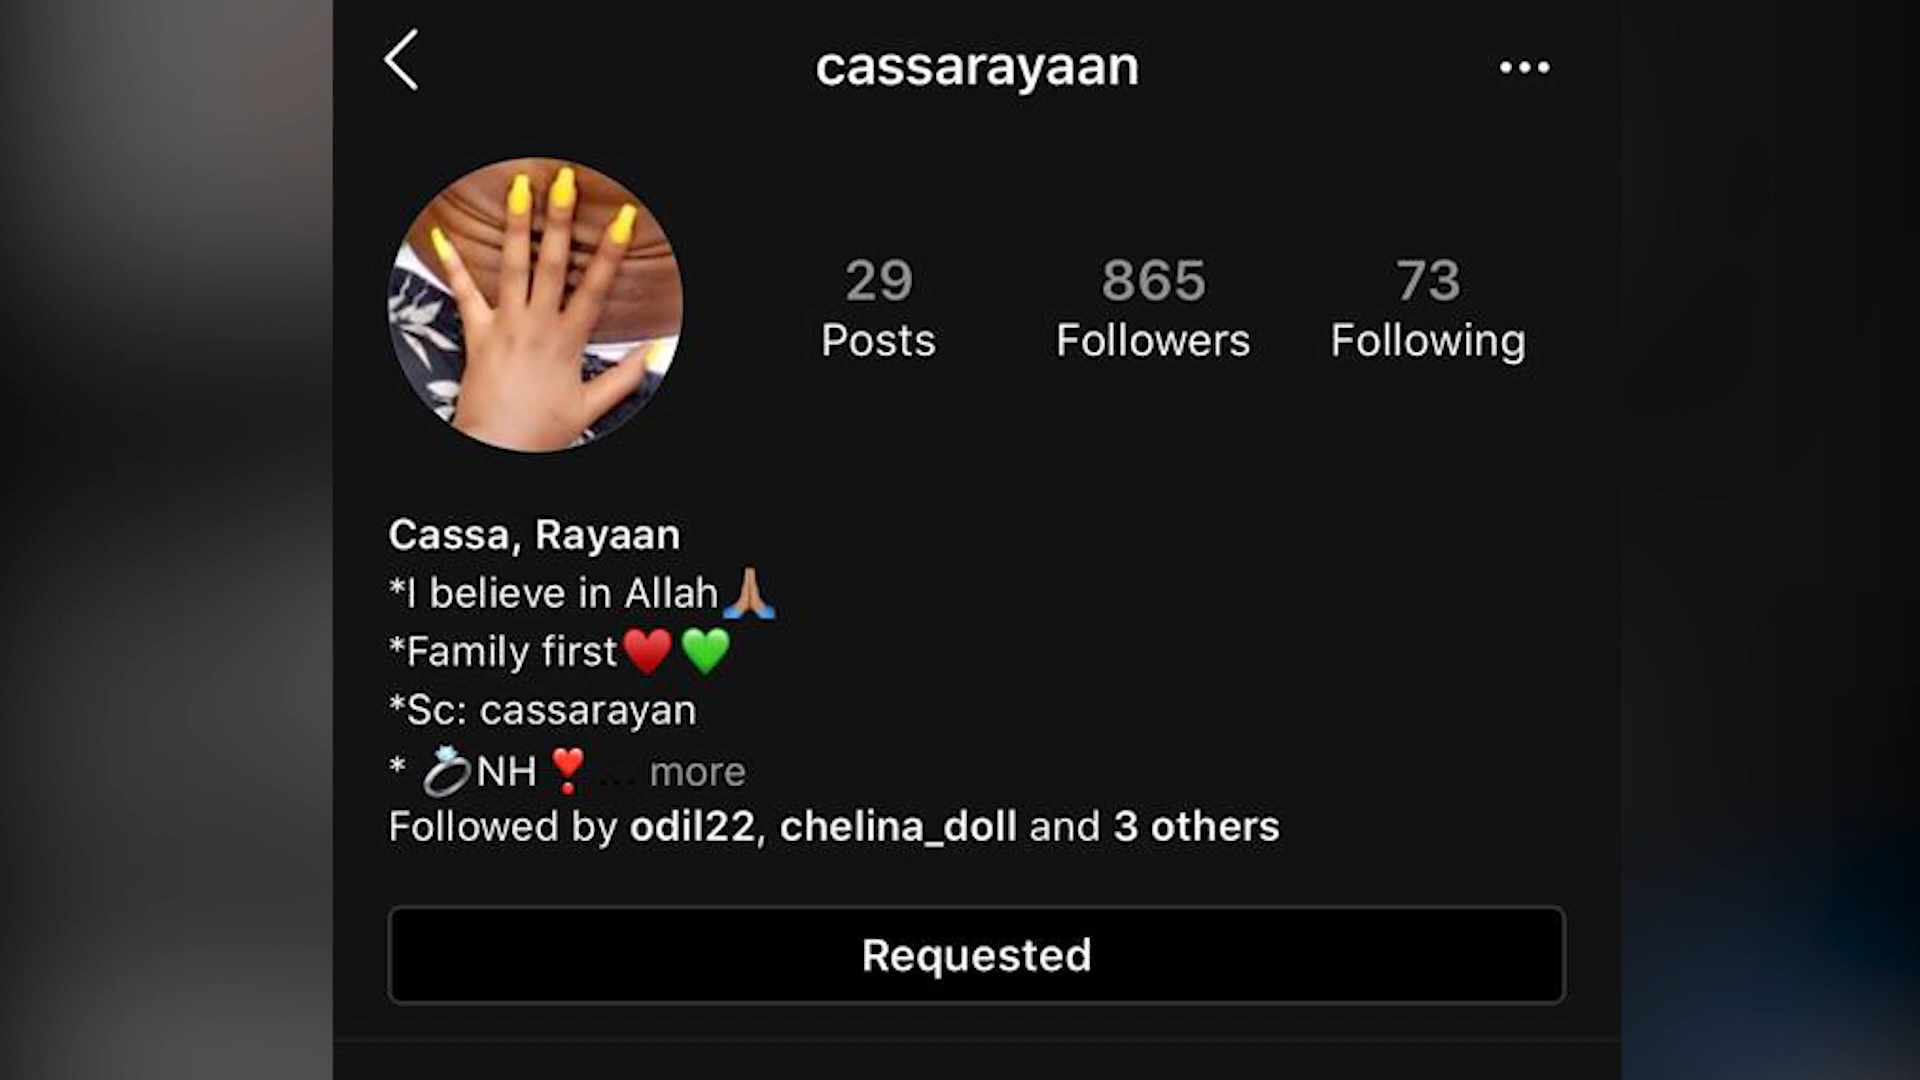 cassarayaan
29 865 73
Posts Followers Following
Cassa, Rayaan
*I believe in Allah🙏🏽
*Family first❤️💚
*Sc: cassarayan
* 💍NH❣️... more
Followed by odil22, chelina_doll and 3 others
Requested